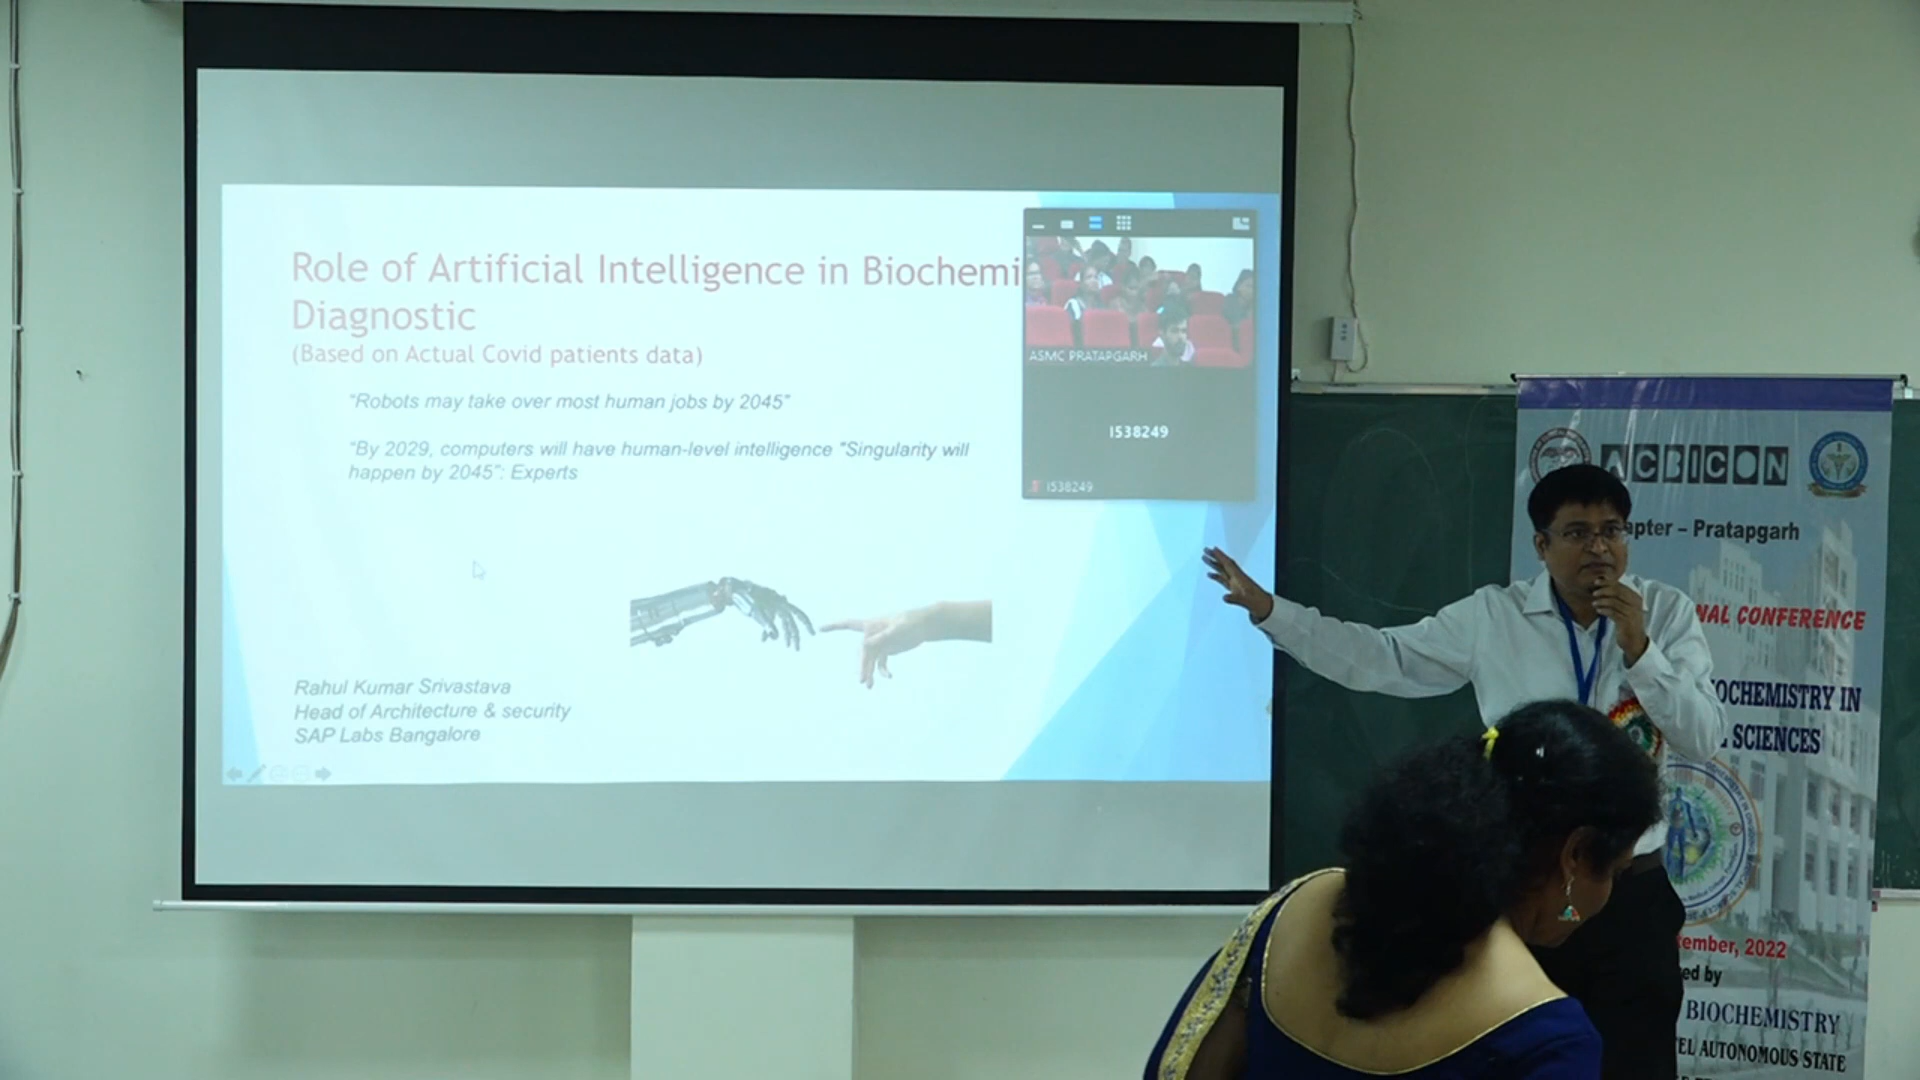 Role of Artificial Intelligence in Biochemi
Diagnostic
(Based on Actual Covid patients data)
"Robots may take over most human jobs by 2045"
"By 2029, computers will have human-level intelligence "Singularity will
happen by 2045": Experts
Rahul Kumar Srivastava
Head of Architecture & security
SAP Labs Bangalore
ASMC PRATAPGARH
I538249
I538249
ACBICON
apter – Pratapgarh
NAL CONFERENCE
IOCHEMISTRY IN
L SCIENCES
tember, 2022
ed by
BIOCHEMISTRY
EL AUTONOMOUS STATE